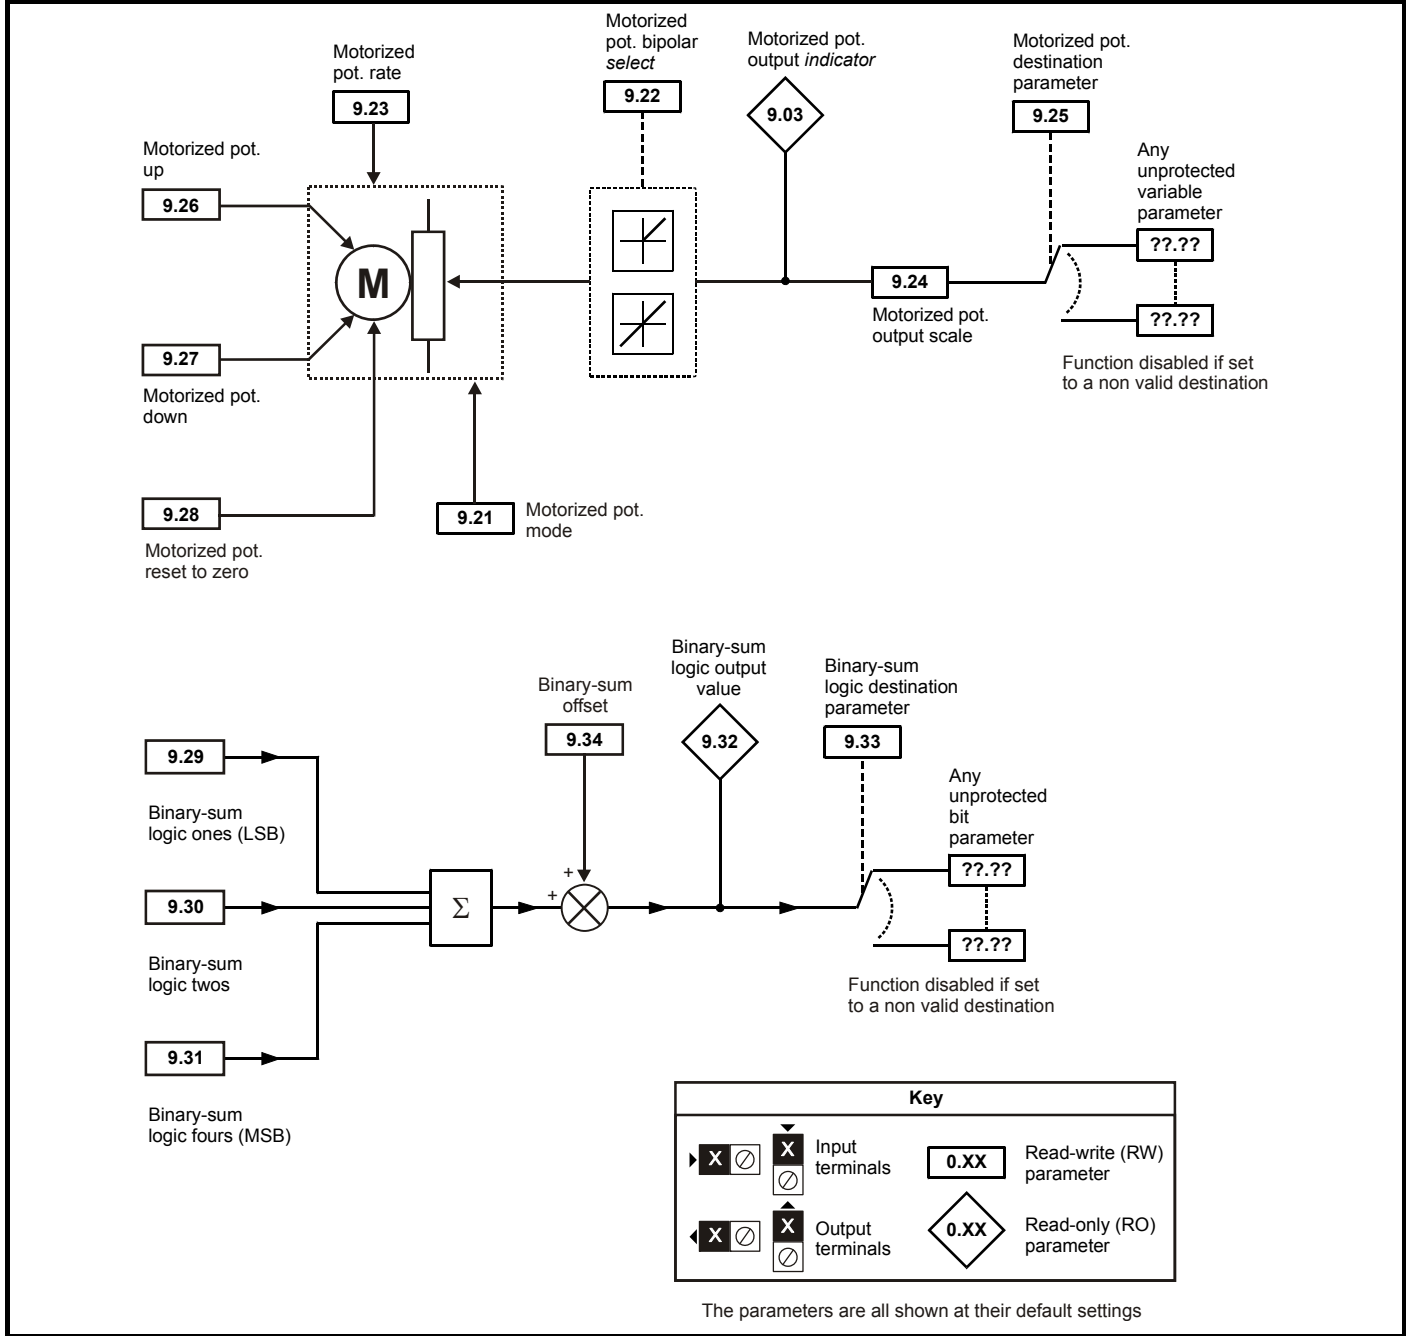 Motorized
pot. rate
9.23
Motorized
pot. bipolar
select
9.22
Motorized pot.
output indicator
9.03
Motorized pot.
destination
parameter
9.25
Any
unprotected
variable
parameter
??.??
??.??
Motorized pot.
up
9.26
M
9.27
Motorized pot.
down
9.24
Motorized pot.
output scale
Function disabled if set
to a non valid destination
9.28
Motorized pot.
reset to zero
9.21
Motorized pot.
mode
Binary-sum
offset
9.34
Binary-sum
logic output
value
9.32
Binary-sum
logic destination
parameter
9.33
Any
unprotected
bit
parameter
??.??
??.??
9.29
Binary-sum
logic ones (LSB)
9.30
Binary-sum
logic twos
9.31
Binary-sum
logic fours (MSB)
Σ
+
+
Function disabled if set
to a non valid destination
Key
X
X
Input
terminals
0.XX
Read-write (RW)
parameter
X
X
Output
terminals
0.XX
Read-only (RO)
parameter
The parameters are all shown at their default settings